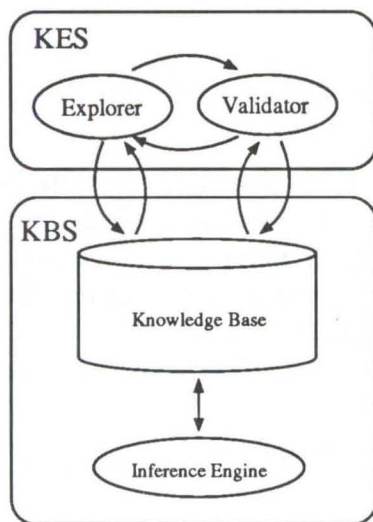 KES
Explorer
Validator
KBS
Knowledge Base
Inference Engine